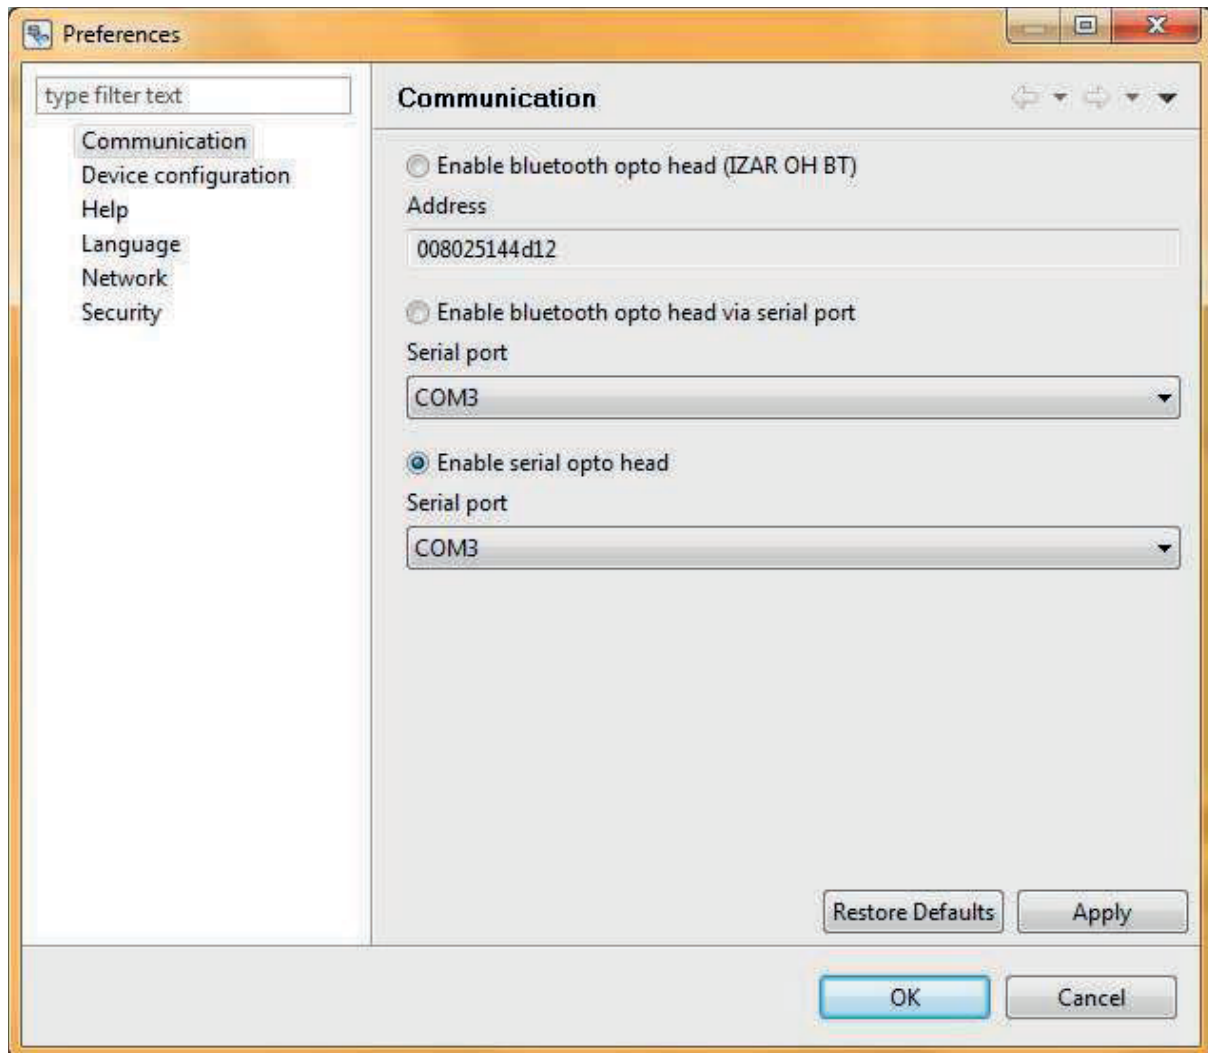 Preferences
type filter text
Communication
Device configuration
Help
Language
Network
Security
Communication
Enable bluetooth opto head (IZAR OH BT)
Address
008025144d12
Enable bluetooth opto head via serial port
Serial port
COM3
Enable serial opto head
Serial port
COM3
Restore Defaults Apply
OK Cancel